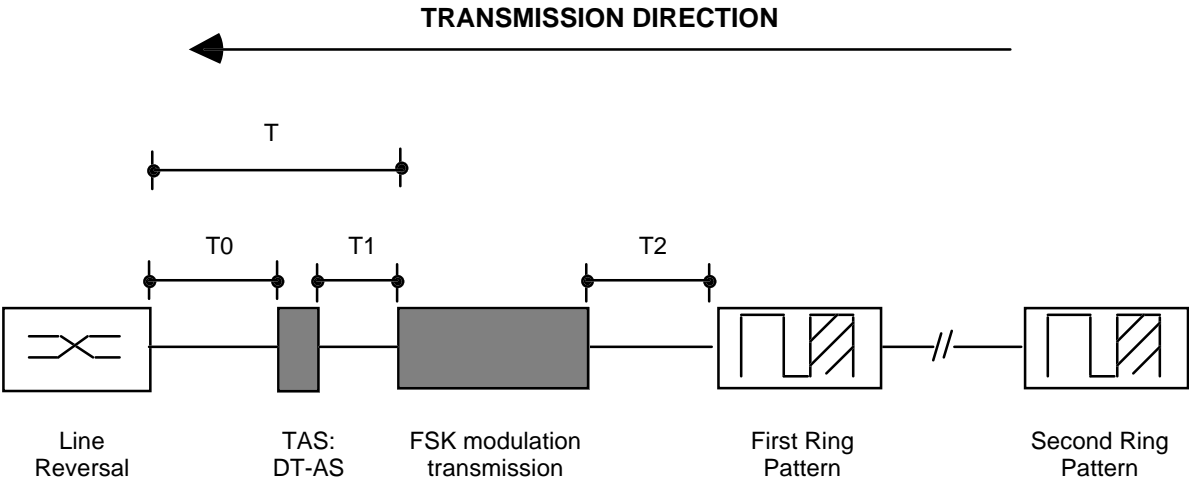 TRANSMISSION DIRECTION
T
T0
T1
T2
Line
Reversal
TAS:
DT-AS
FSK modulation
transmission
First Ring
Pattern
Second Ring
Pattern